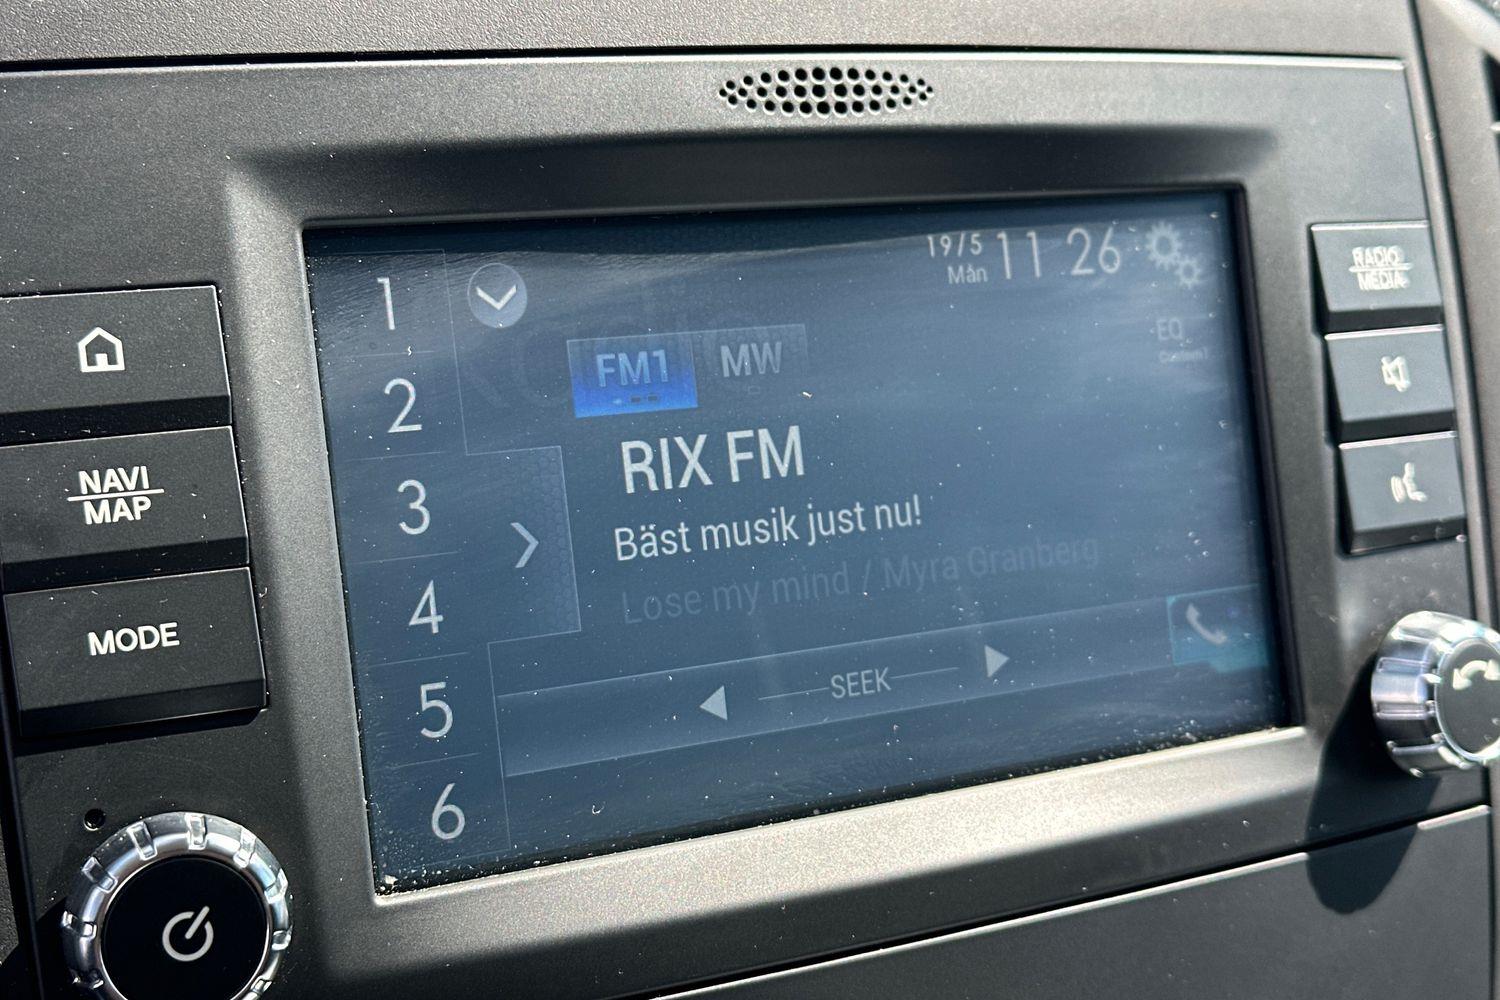 1
2
3
4
5
6
19/5
Mån
11 26
EQ
FM1
MW
RIX FM
Bäst musik just nu!
Lose my mind / Myra Granberg
SEEK
NAVI
MAP
MODE
RADIO
MEDIA